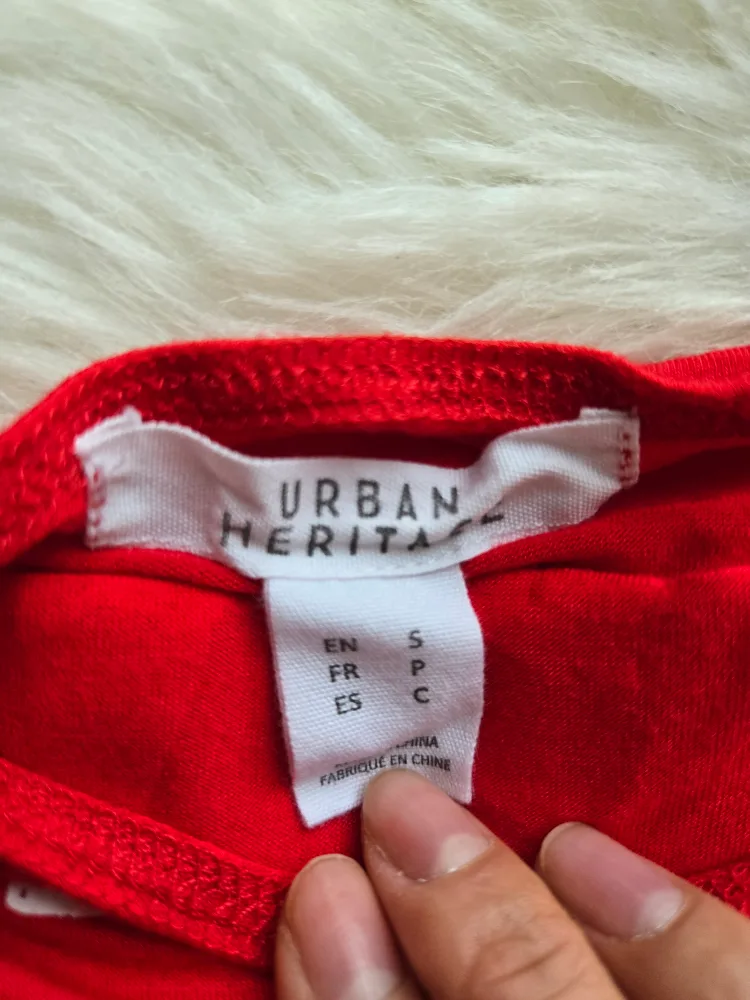 URBAN
HERITAGE
EN S
FR P
ES C
CHINA
FABRIQUÉ EN CHINE